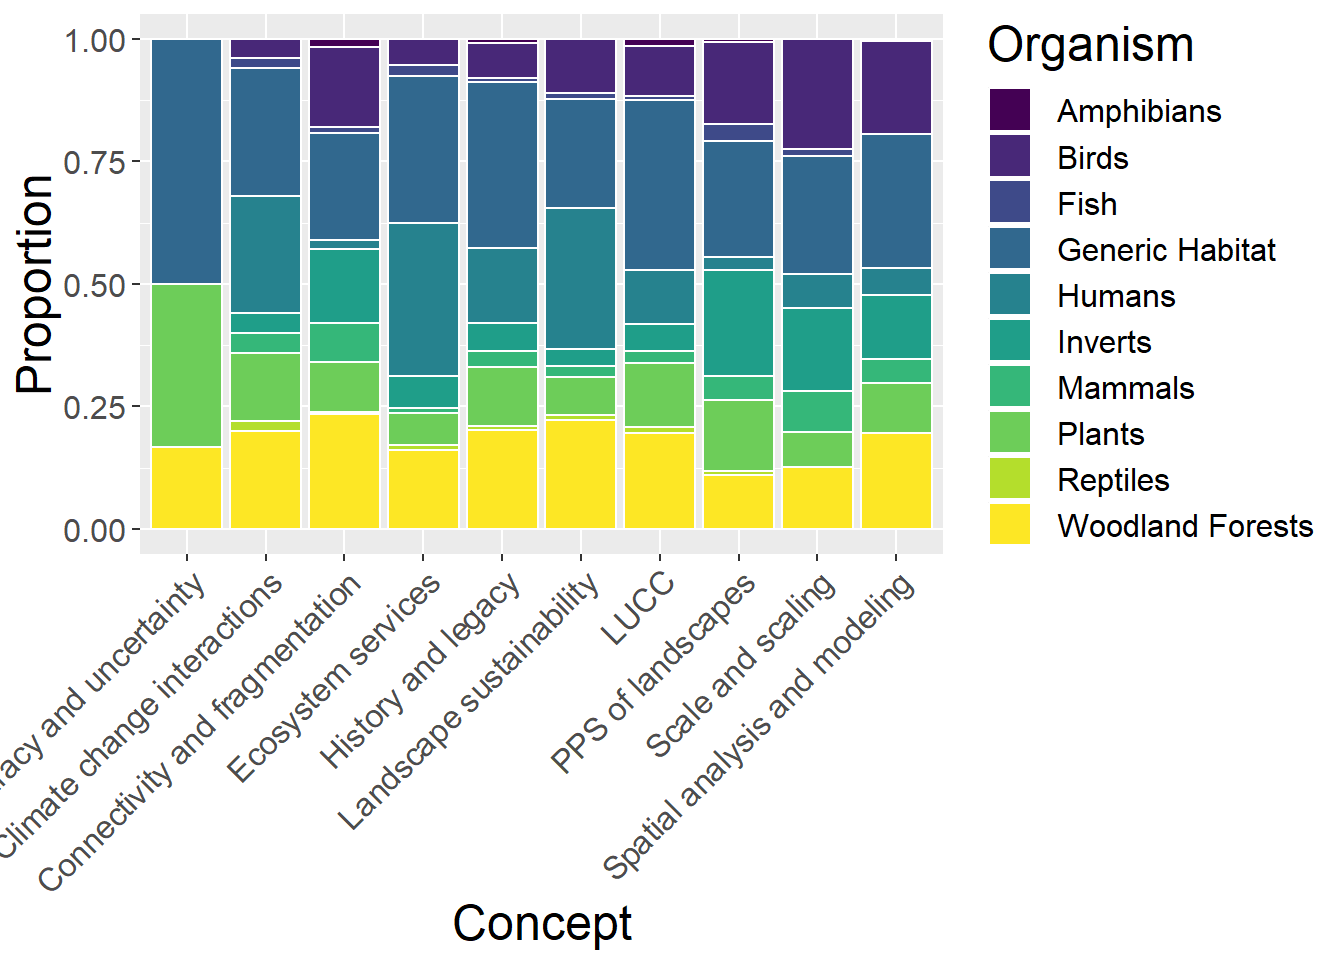 Proportion
1.00
0.75
0.50
0.25
0.00
and uncertainty
Climate change interactions
Connectivity and fragmentation
Ecosystem services
History and legacy
Landscape sustainability
LUCC
PPS of landscapes
Scale and scaling
Spatial analysis and modeling
Concept
Organism
Amphibians
Birds
Fish
Generic Habitat
Humans
Inverts
Mammals
Plants
Reptiles
Woodland Forests